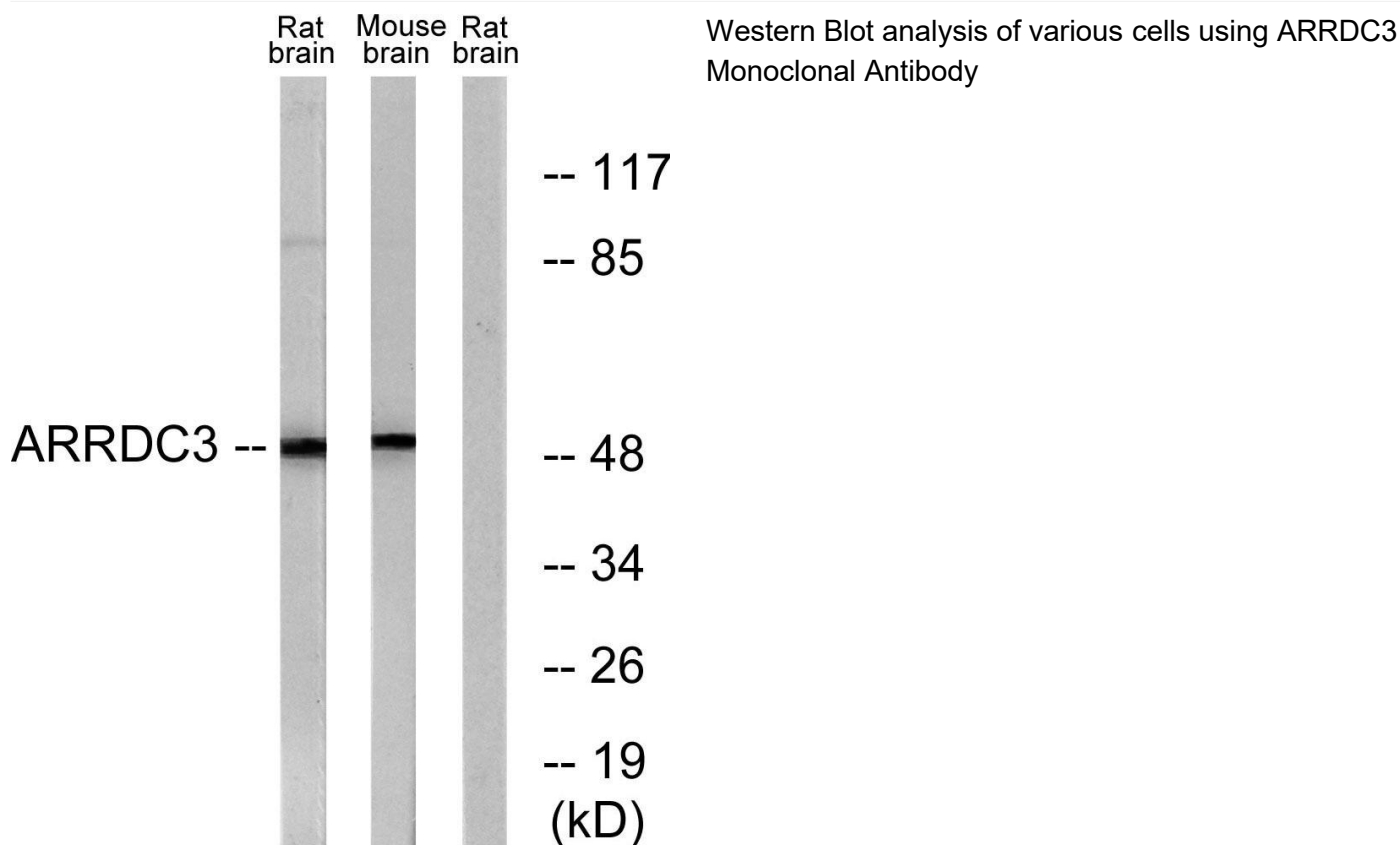 Rat Mouse Rat
brain brain brain
Western Blot analysis of various cells using ARRDC3
Monoclonal Antibody
-- 117
-- 85
ARRDC3 --
-- 48
-- 34
-- 26
-- 19
(kD)